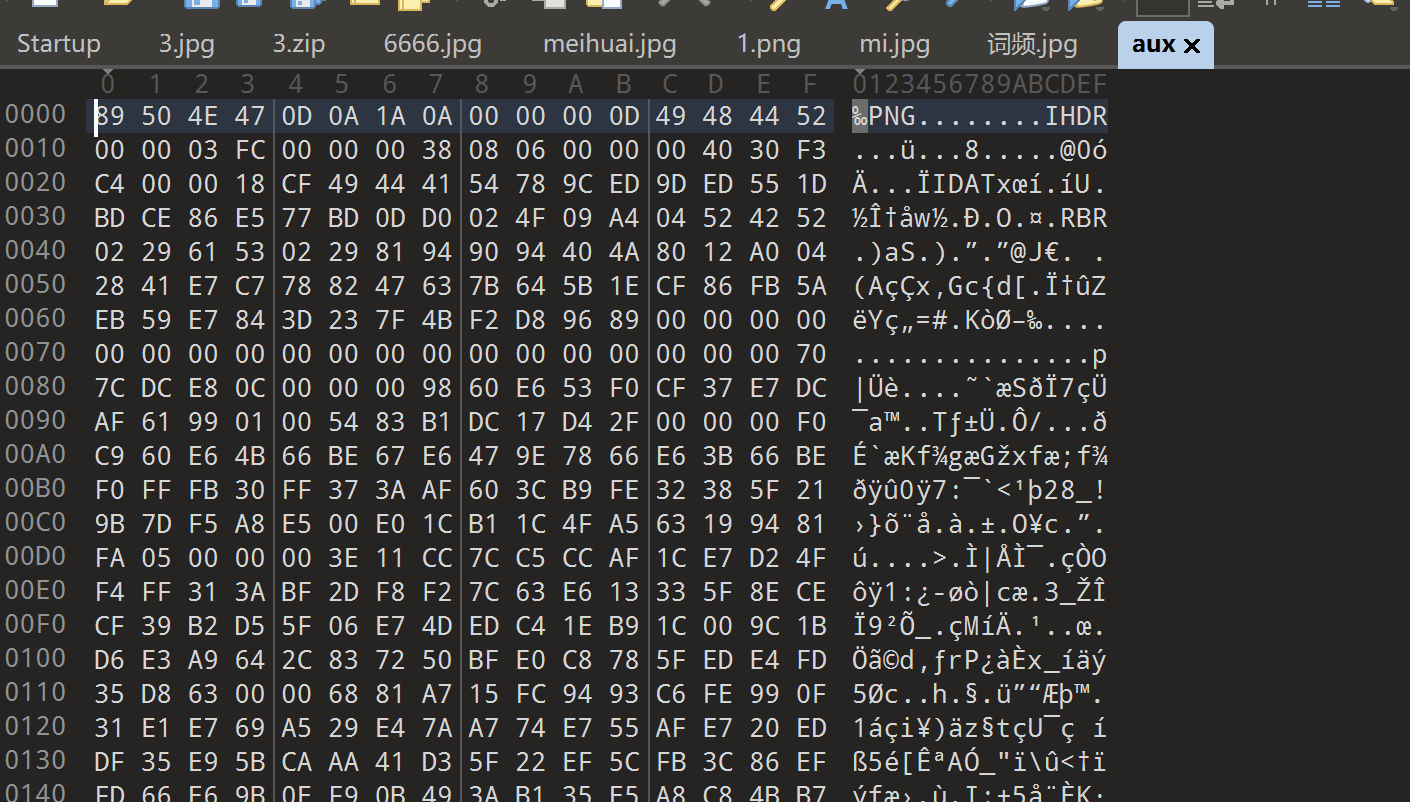 Startup 3.jpg 3.zip 6666.jpg meihuai.jpg 1.png mi.jpg 词频.jpg aux ×
0 1 2 3 4 5 6 7 8 9 A B C D E F 0123456789ABCDEF
0000 89 50 4E 47 0D 0A 1A 0A 00 00 00 0D 49 48 44 52 ‰PNG........IHDR
0010 00 00 03 FC 00 00 00 38 08 06 00 00 00 40 30 F3 ...ü...8.....@0ó
0020 C4 00 00 18 CF 49 44 41 54 78 9C ED 9D ED 55 1D Ä...ÏIDATxœí.íU.
0030 BD CE 86 E5 77 BD 0D D0 02 4F 09 A4 04 52 42 52 ½Î†åw½.Ð.O.¤.RBR
0040 02 29 61 53 02 29 81 94 90 94 40 4A 80 12 A0 04 .)aS.).”.”@J€. .
0050 28 41 E7 C7 78 82 47 63 7B 64 5B 1E CF 86 FB 5A (AçÇx‚Gc{d[.Ï†ûZ
0060 EB 59 E7 84 3D 23 7F 4B F2 D8 96 89 00 00 00 00 ëYç„=#.KòØ–‰....
0070 00 00 00 00 00 00 00 00 00 00 00 00 00 00 00 70 ...............p
0080 7C DC E8 0C 00 00 00 98 60 E6 53 F0 CF 37 E7 DC |Üè....˜`æSðÏ7çÜ
0090 AF 61 99 01 00 54 83 B1 DC 17 D4 2F 00 00 00 F0 ¯a™..Tƒ±Ü.Ô/...ð
00A0 C9 60 E6 4B 66 BE 67 E6 47 9E 78 66 E6 3B 66 BE É`æKf¾gæGžxfæ;f¾
00B0 F0 FF FB 30 FF 37 3A AF 60 3C B9 FE 32 38 5F 21 ðÿû0ÿ7:¯`<¹þ28_!
00C0 9B 7D F5 A8 E5 00 E0 1C B1 1C 4F A5 63 19 94 81 ›}õ¨å.à.±.O¥c.”.
00D0 FA 05 00 00 00 3E 11 CC 7C C5 CC AF 1C E7 D2 4F ú....>.Ì|ÅÌ¯.çÒO
00E0 F4 FF 31 3A BF 2D F8 F2 7C 63 E6 13 33 5F 8E CE ôÿ1:¿-øò|cæ.3_ŽÎ
00F0 CF 39 B2 D5 5F 06 E7 4D ED C4 1E B9 1C 00 9C 1B Ï9²Õ_.çMíÄ.¹..œ.
0100 D6 E3 A9 64 2C 83 72 50 BF E0 C8 78 5F ED E4 FD Öã©d,ƒrP¿àÈx_íäý
0110 35 D8 63 00 00 68 81 A7 15 FC 94 93 C6 FE 99 0F 5Øc..h.§.ü”“Æþ™.
0120 31 E1 E7 69 A5 29 E4 7A A7 74 E7 55 AF E7 20 ED 1áçi¥)äz§tçU¯ç í
0130 DF 35 E9 5B CA AA 41 D3 5F 22 EF 5C FB 3C 86 EF ß5é[ÊªAÓ_"ï\û<†ï